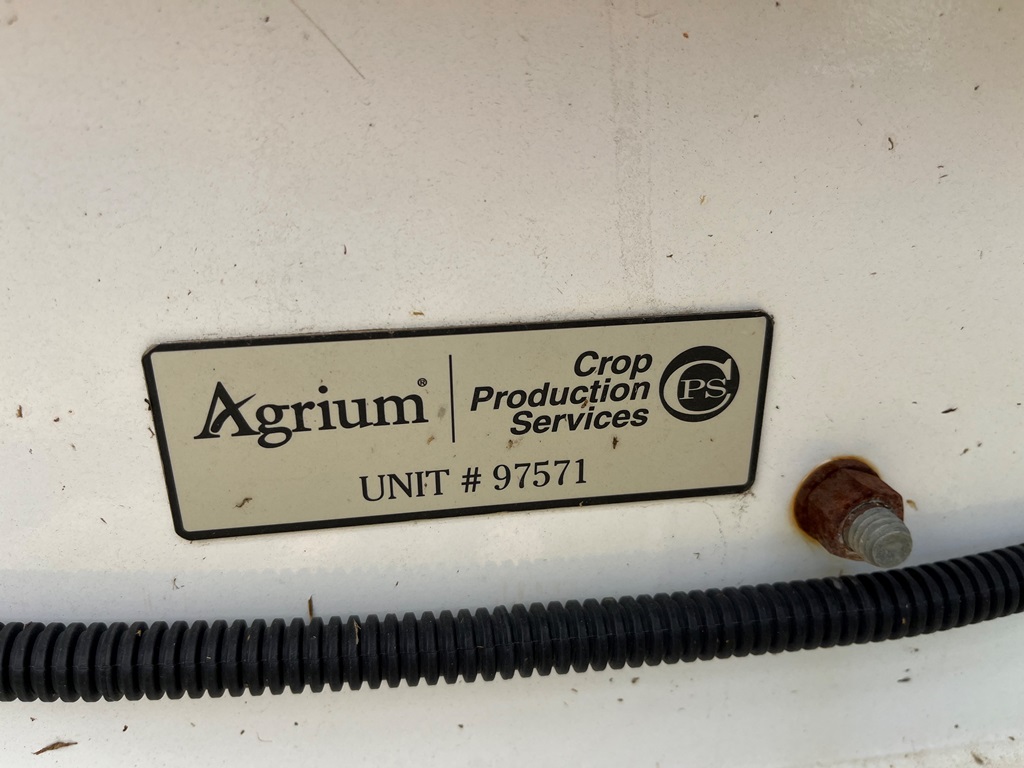 Agrium®
Crop
Production
Services
CPS
UNIT # 97571